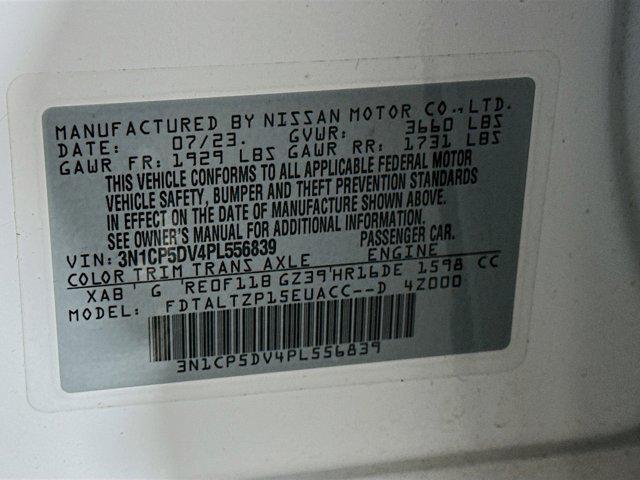 MANUFACTURED BY NISSAN MOTOR CO., LTD.
DATE: 07/23. GVWR: 3660 LBS
GAWR FR: 1929 LBS GAWR RR: 1731 LBS
THIS VEHICLE CONFORMS TO ALL APPLICABLE FEDERAL MOTOR
VEHICLE SAFETY, BUMPER AND THEFT PREVENTION STANDARDS
IN EFFECT ON THE DATE OF MANUFACTURE SHOWN ABOVE.
SEE OWNER'S MANUAL FOR ADDITIONAL INFORMATION.
VIN: 3N1CP5DV4PL556839 PASSENGER CAR.
COLOR TRIM TRANS AXLE ENGINE
XAB ' G ' RE0F11B GZ39'HR16DE 1598 CC
MODEL: FDTALTZP15EUACC--D 4Z000
3N1CP5DV4PL556839